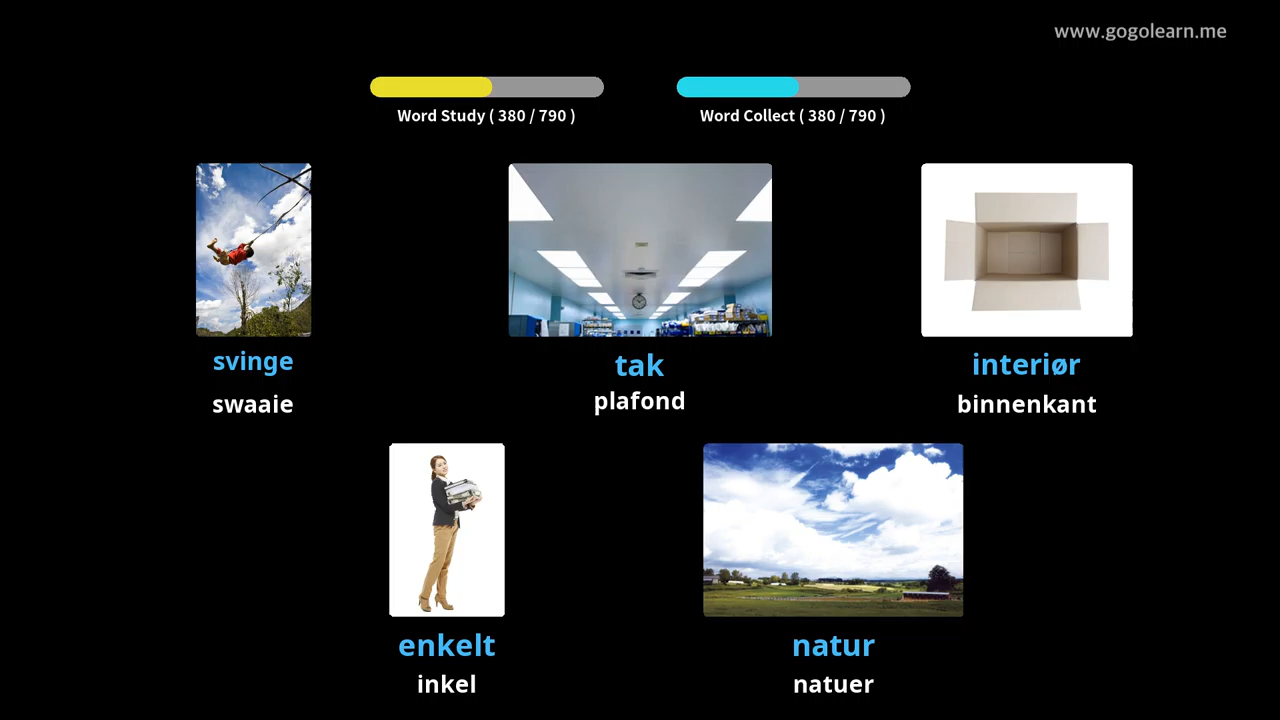 www.gogolearn.me
Word Study ( 380 / 790 )
Word Collect ( 380 / 790 )
svinge
swaaie
tak
plafond
interiør
binnenkant
enkelt
inkel
natur
natuer